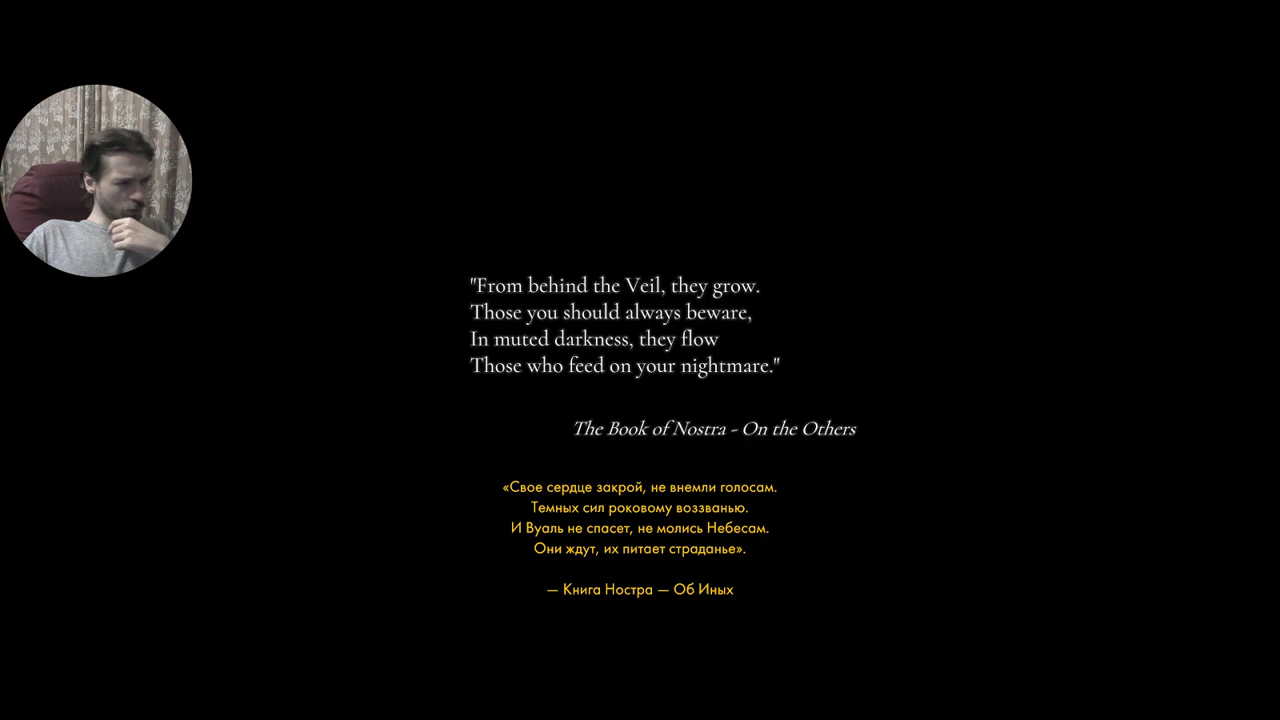 "From behind the Veil, they grow.
Those you should always beware,
In muted darkness, they flow
Those who feed on your nightmare."
The Book of Nostra - On the Others
«Свое сердце закрой, не внемли голосам.
Темных сил роковому воззванью.
И Вуаль не спасет, не молись Небесам.
Они ждут, их питает страданье».
— Книга Ностра — Об Иных